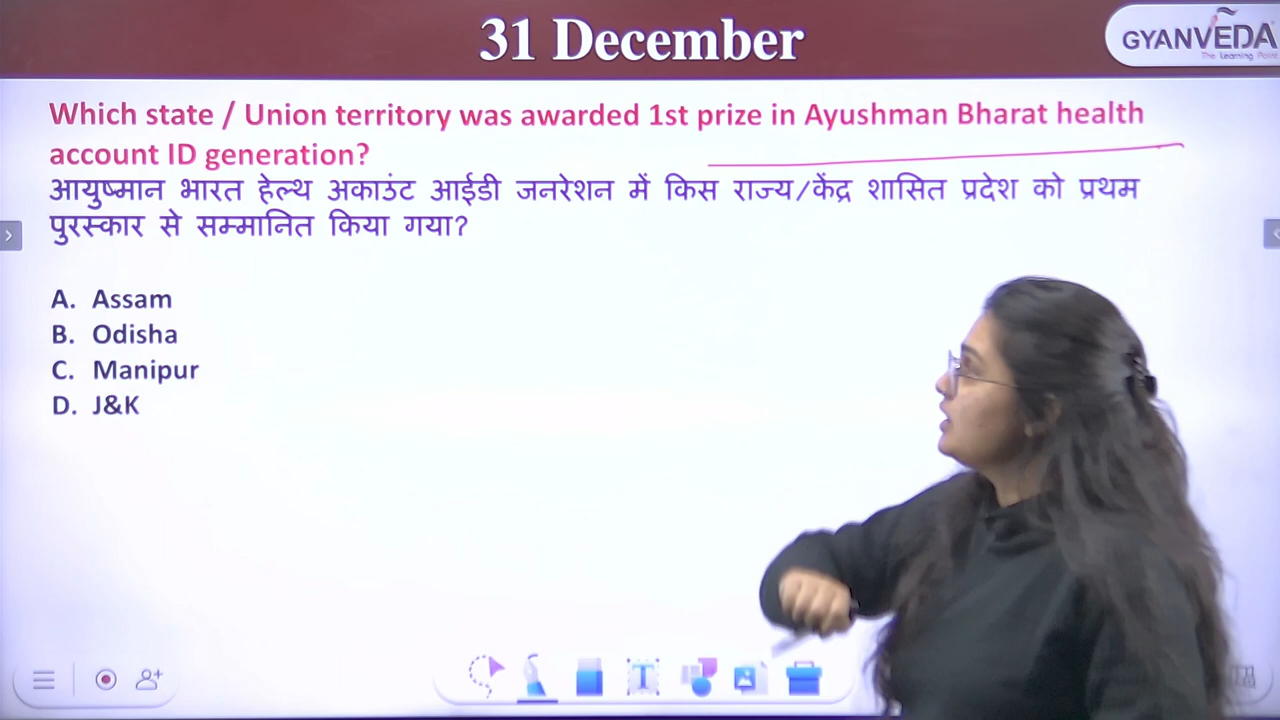 31 December
GYANVEDA
The Learning Point
Which state / Union territory was awarded 1st prize in Ayushman Bharat health
account ID generation?
आयुष्मान भारत हेल्थ अकाउंट आईडी जनरेशन में किस राज्य/केंद्र शासित प्रदेश को प्रथम
पुरस्कार से सम्मानित किया गया?
A. Assam
B. Odisha
C. Manipur
D. J&K